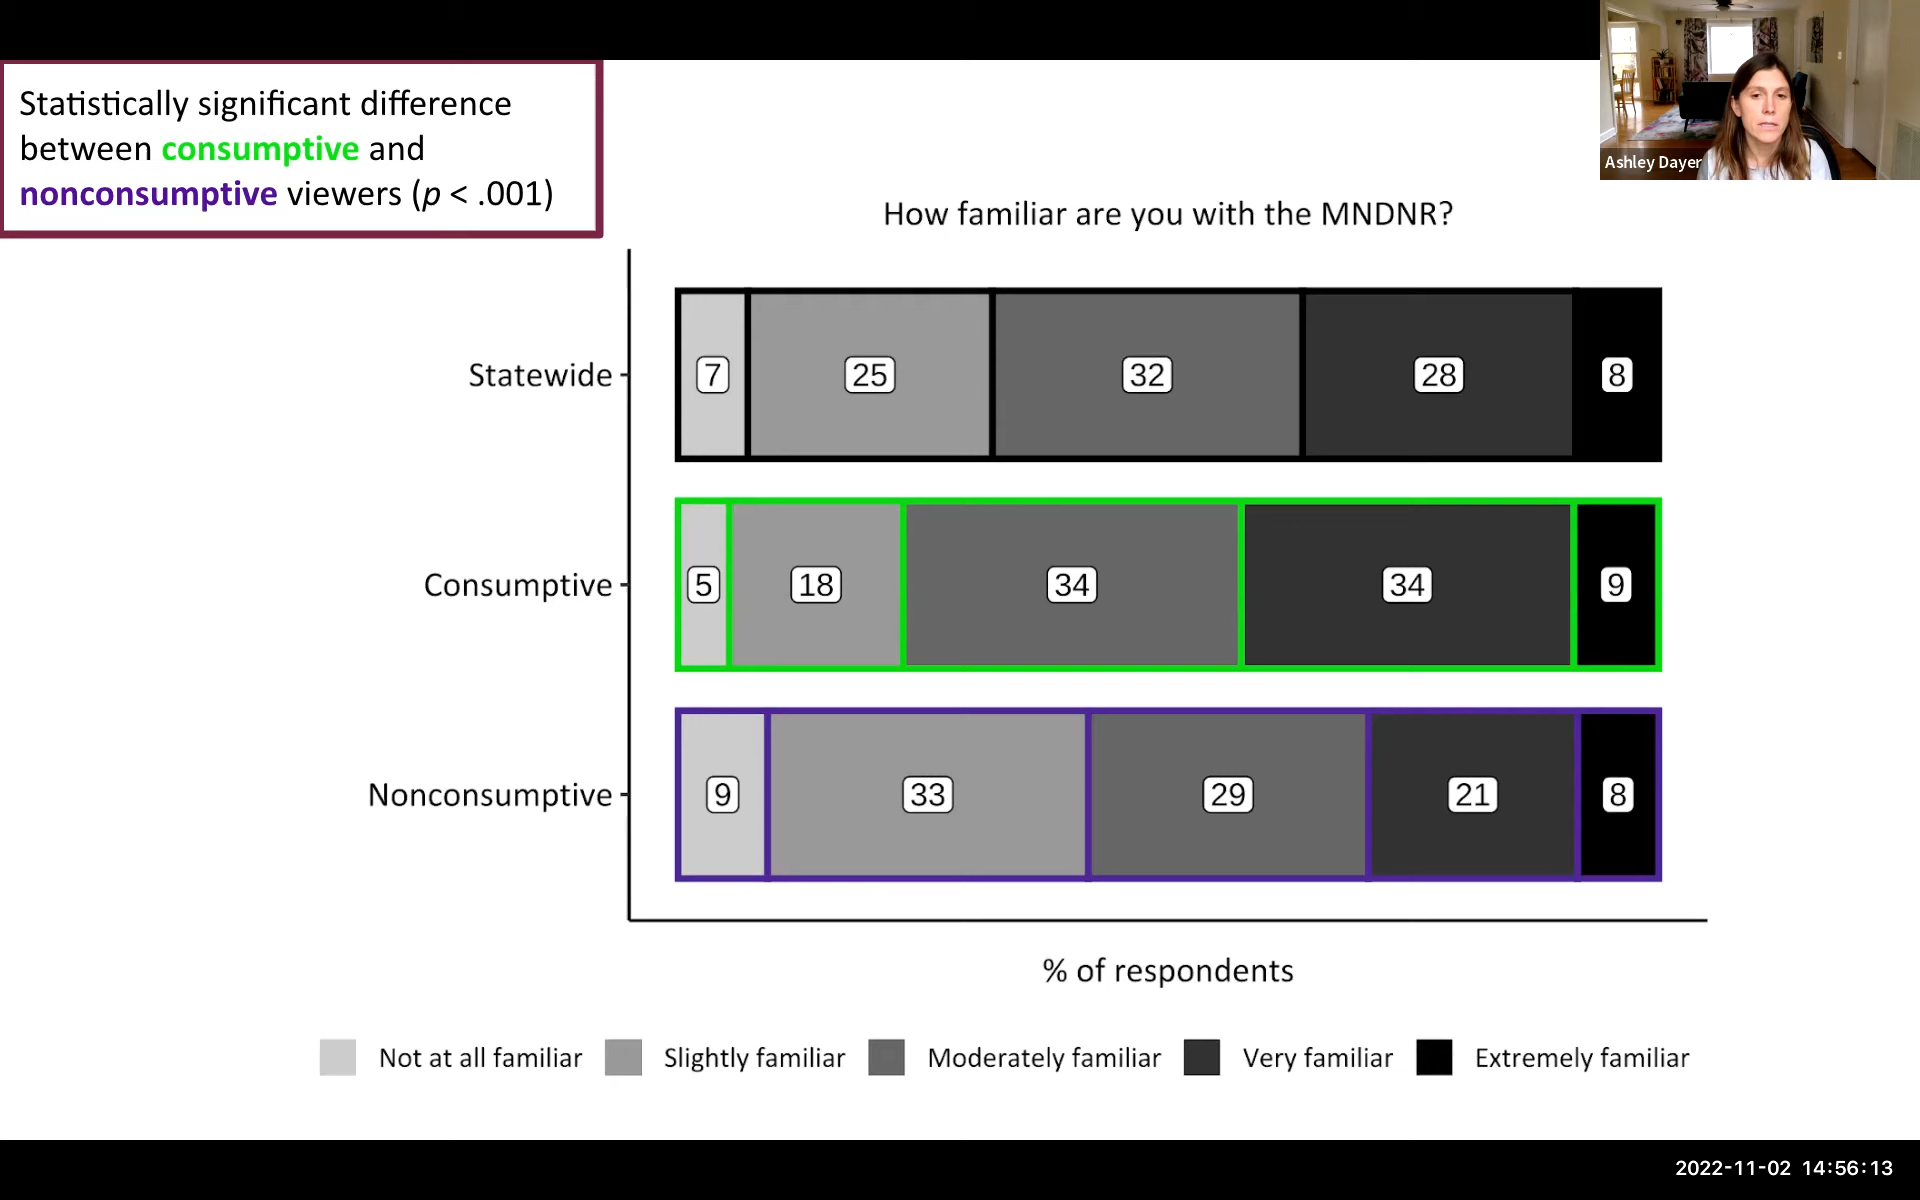 Statistically significant difference
between consumptive and
nonconsumptive viewers (p < .001)
Ashley Dayer
How familiar are you with the MNDNR?
Statewide
7 25 32 28 8
Consumptive
5 18 34 34 9
Nonconsumptive
9 33 29 21 8
% of respondents
Not at all familiar Slightly familiar Moderately familiar Very familiar Extremely familiar
2022-11-02 14:56:13